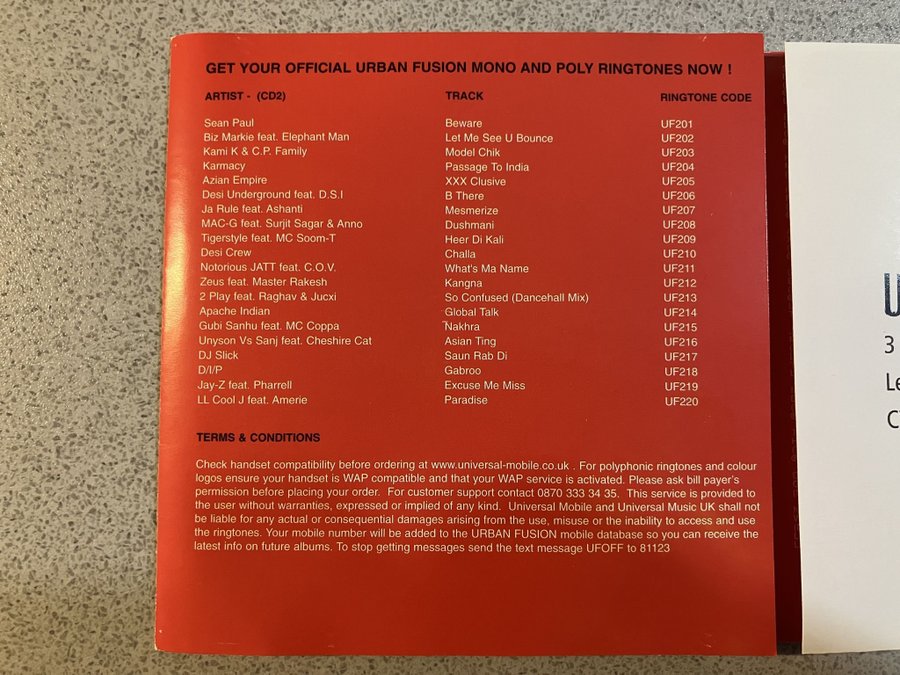 GET YOUR OFFICIAL URBAN FUSION MONO AND POLY RINGTONES NOW !
ARTIST - (CD2) TRACK RINGTONE CODE
Sean Paul Beware UF201
Biz Markie feat. Elephant Man Let Me See U Bounce UF202
Kami K & C.P. Family Model Chik UF203
Karmacy Passage To India UF204
Azian Empire XXX Clusive UF205
Desi Underground feat. D.S.I B There UF206
Ja Rule feat. Ashanti Mesmerize UF207
MAC-G feat. Surjit Sagar & Anno Dushmani UF208
Tigerstyle feat. MC Soom-T Heer Di Kali UF209
Desi Crew Challa UF210
Notorious JATT feat. C.O.V. What's Ma Name UF211
Zeus feat. Master Rakesh Kangna UF212
2 Play feat. Raghav & Jucxi So Confused (Dancehall Mix) UF213
Apache Indian Global Talk UF214
Gubi Sanhu feat. MC Coppa Nakhra UF215
Unyson Vs Sanj feat. Cheshire Cat Asian Ting UF216
DJ Slick Saun Rab Di UF217
D/I/P Gabroo UF218
Jay-Z feat. Pharrell Excuse Me Miss UF219
LL Cool J feat. Amerie Paradise UF220
TERMS & CONDITIONS
Check handset compatibility before ordering at www.universal-mobile.co.uk . For polyphonic ringtones and colour
logos ensure your handset is WAP compatible and that your WAP service is activated. Please ask bill payer's
permission before placing your order. For customer support contact 0870 333 34 35. This service is provided to
the user without warranties, expressed or implied of any kind. Universal Mobile and Universal Music UK shall not
be liable for any actual or consequential damages arising from the use, misuse or the inability to access and use
the ringtones. Your mobile number will be added to the URBAN FUSION mobile database so you can receive the
latest info on future albums. To stop getting messages send the text message UFOFF to 81123
3